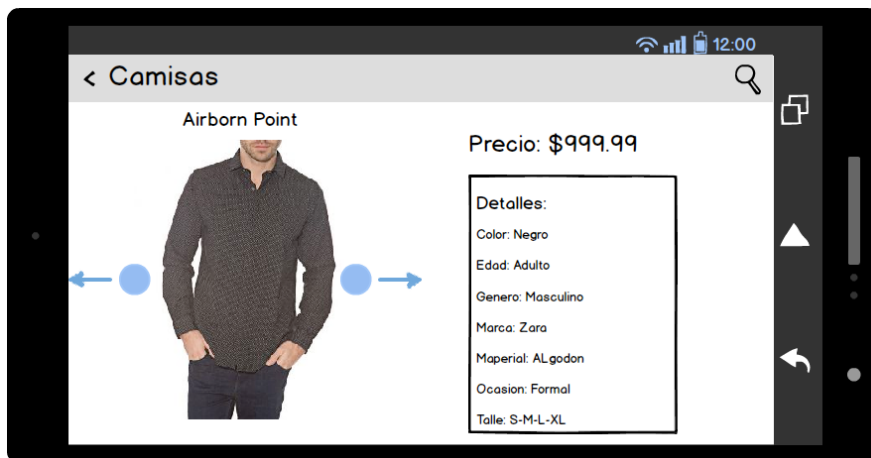 12:00
< Camisas
Airborn Point
Precio: $999.99
Detalles:
Color: Negro
Edad: Adulto
Genero: Masculino
Marca: Zara
Maperial: ALgodon
Ocasion: Formal
Talle: S-M-L-XL